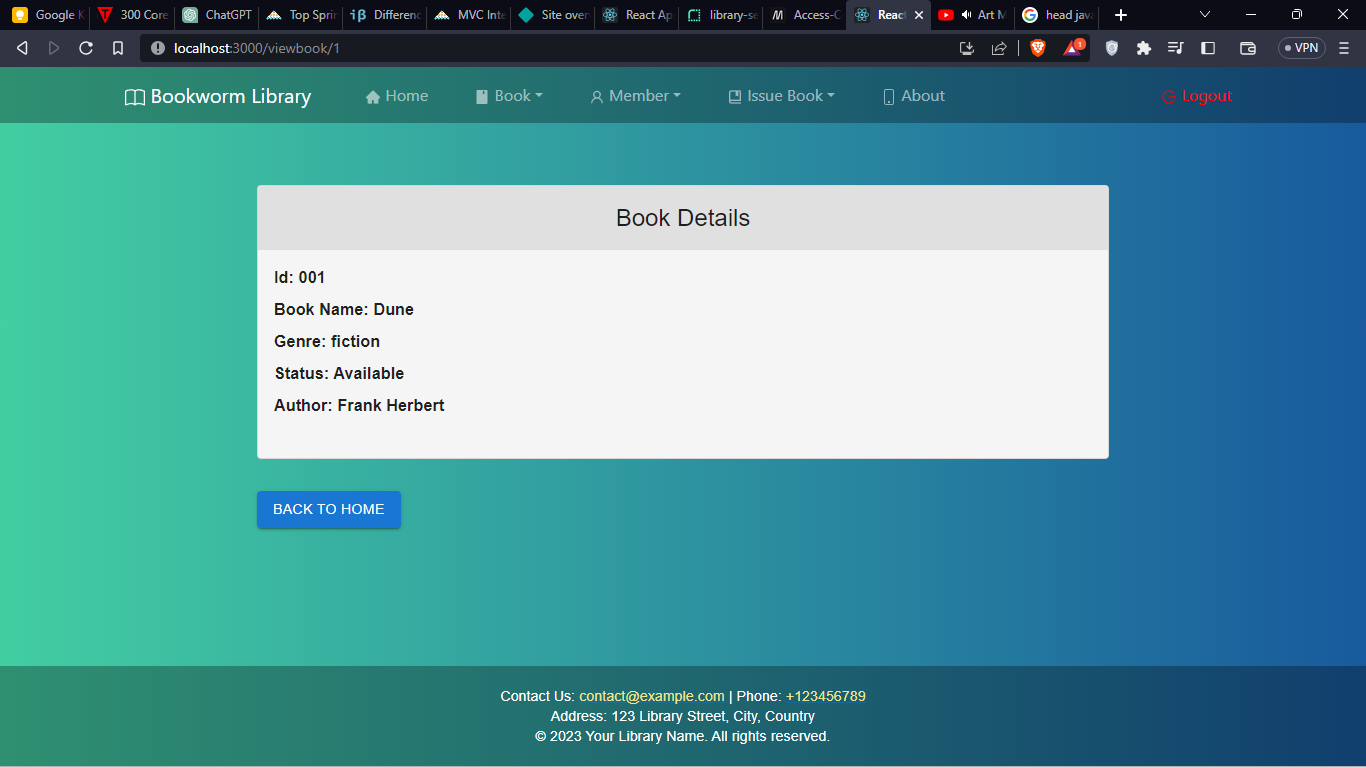 Google K 300 Core ChatGPT Top Sprin Differenc MVC Inte Site over React Ap library-se Access-C React Art M head java
localhost:3000/viewbook/1
1
VPN
Bookworm Library Home Book Member Issue Book About Logout
Book Details
Id: 001
Book Name: Dune
Genre: fiction
Status: Available
Author: Frank Herbert
BACK TO HOME
Contact Us: contact@example.com | Phone: +123456789
Address: 123 Library Street, City, Country
© 2023 Your Library Name. All rights reserved.